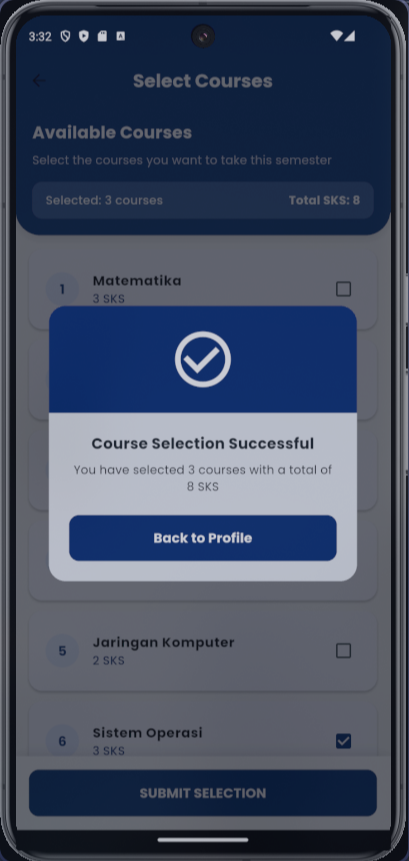 3:32
Select Courses
Available Courses
Select the courses you want to take this semester
Selected: 3 courses
Total SKS: 8
1
Matematika
3 SKS
Course Selection Successful
You have selected 3 courses with a total of
8 SKS
Back to Profile
5
Jaringan Komputer
2 SKS
6
Sistem Operasi
3 SKS
SUBMIT SELECTION